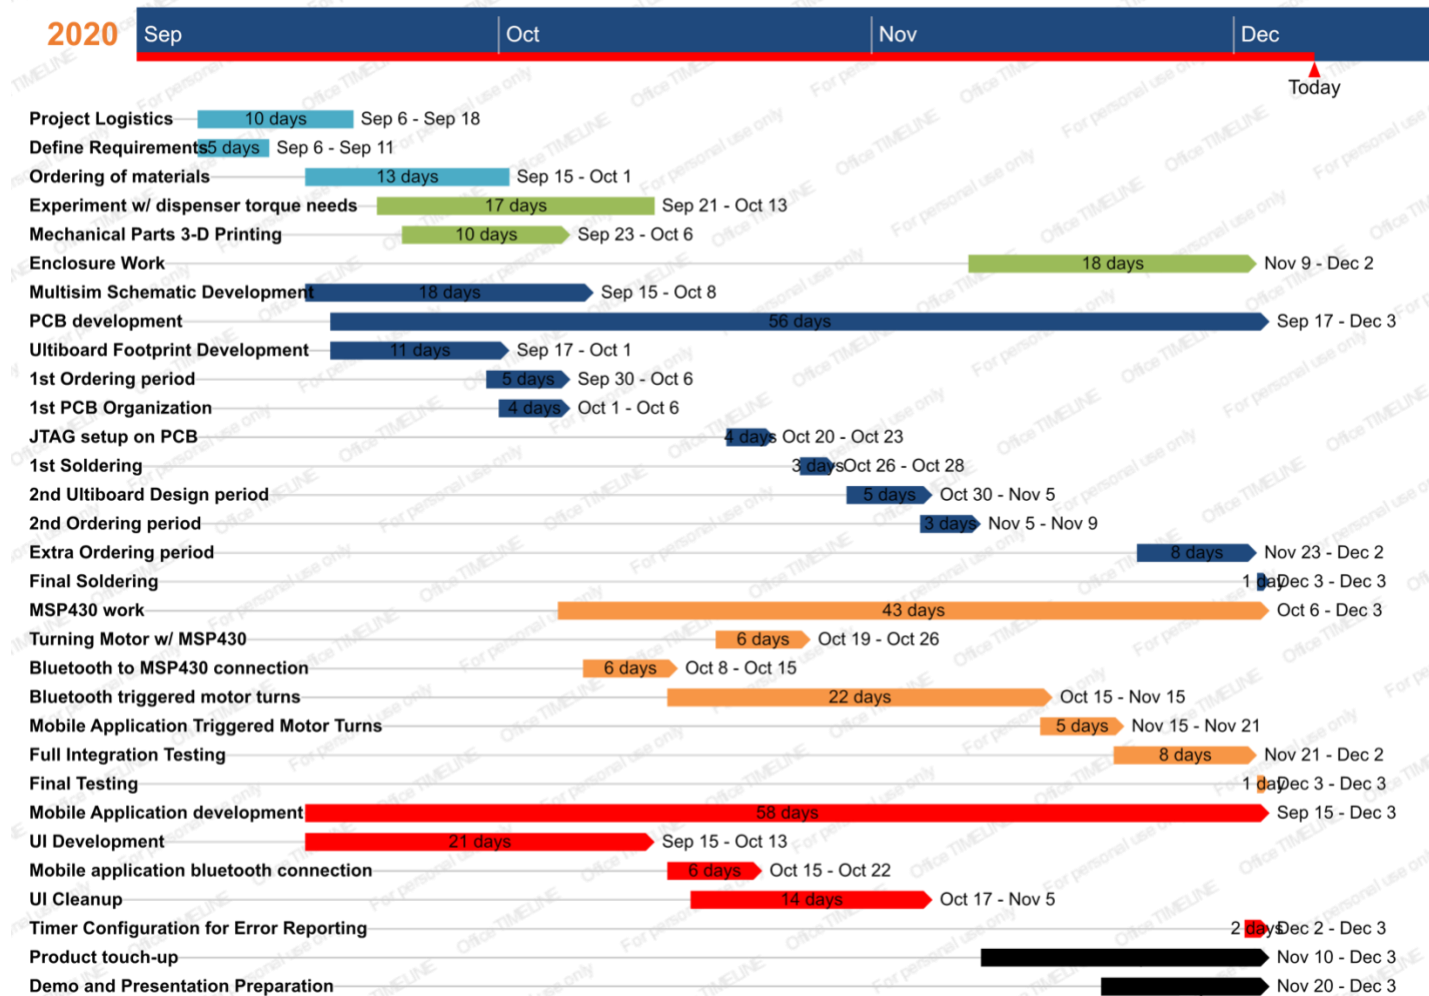 2020 Sep Oct Nov Dec
Today
Project Logistics 10 days Sep 6 - Sep 18
Define Requirements 5 days Sep 6 - Sep 11
Ordering of materials 13 days Sep 15 - Oct 1
Experiment w/ dispenser torque needs 17 days Sep 21 - Oct 13
Mechanical Parts 3-D Printing 10 days Sep 23 - Oct 6
Enclosure Work 18 days Nov 9 - Dec 2
Multisim Schematic Development 18 days Sep 15 - Oct 8
PCB development 56 days Sep 17 - Dec 3
Ultiboard Footprint Development 11 days Sep 17 - Oct 1
1st Ordering period 5 days Sep 30 - Oct 6
1st PCB Organization 4 days Oct 1 - Oct 6
JTAG setup on PCB 4 days Oct 20 - Oct 23
1st Soldering 3 days Oct 26 - Oct 28
2nd Ultiboard Design period 5 days Oct 30 - Nov 5
2nd Ordering period 3 days Nov 5 - Nov 9
Extra Ordering period 8 days Nov 23 - Dec 2
Final Soldering 1 day Dec 3 - Dec 3
MSP430 work 43 days Oct 6 - Dec 3
Turning Motor w/ MSP430 6 days Oct 19 - Oct 26
Bluetooth to MSP430 connection 6 days Oct 8 - Oct 15
Bluetooth triggered motor turns 22 days Oct 15 - Nov 15
Mobile Application Triggered Motor Turns 5 days Nov 15 - Nov 21
Full Integration Testing 8 days Nov 21 - Dec 2
Final Testing 1 day Dec 3 - Dec 3
Mobile Application development 58 days Sep 15 - Dec 3
UI Development 21 days Sep 15 - Oct 13
Mobile application bluetooth connection 6 days Oct 15 - Oct 22
UI Cleanup 14 days Oct 17 - Nov 5
Timer Configuration for Error Reporting 2 days Dec 2 - Dec 3
Product touch-up Nov 10 - Dec 3
Demo and Presentation Preparation Nov 20 - Dec 3
Office TIMELINE
For personal use only